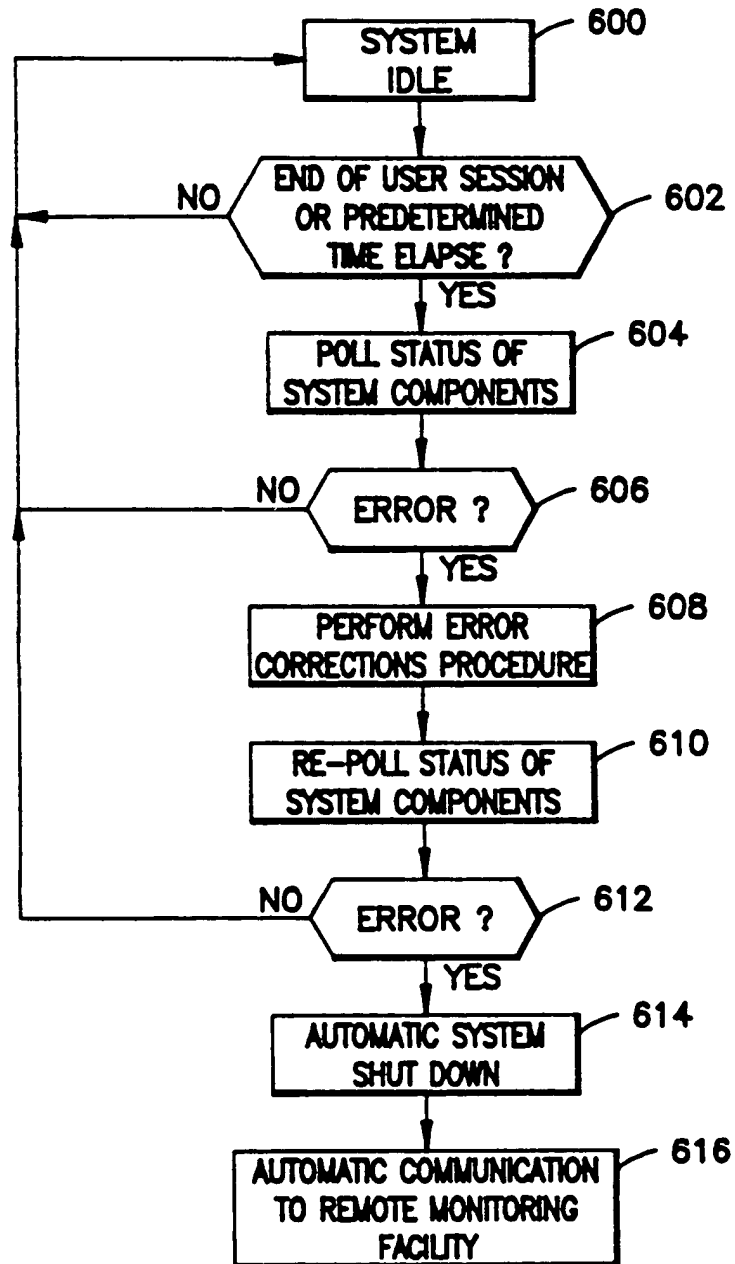 SYSTEM
IDLE
600
END OF USER SESSION
OR PREDETERMINED
TIME ELAPSE ?
602
NO
YES
POLL STATUS OF
SYSTEM COMPONENTS
604
ERROR ?
606
NO
YES
PERFORM ERROR
CORRECTIONS PROCEDURE
608
RE-POLL STATUS OF
SYSTEM COMPONENTS
610
ERROR ?
612
NO
YES
AUTOMATIC SYSTEM
SHUT DOWN
614
AUTOMATIC COMMUNICATION
TO REMOTE MONITORING
FACILITY
616